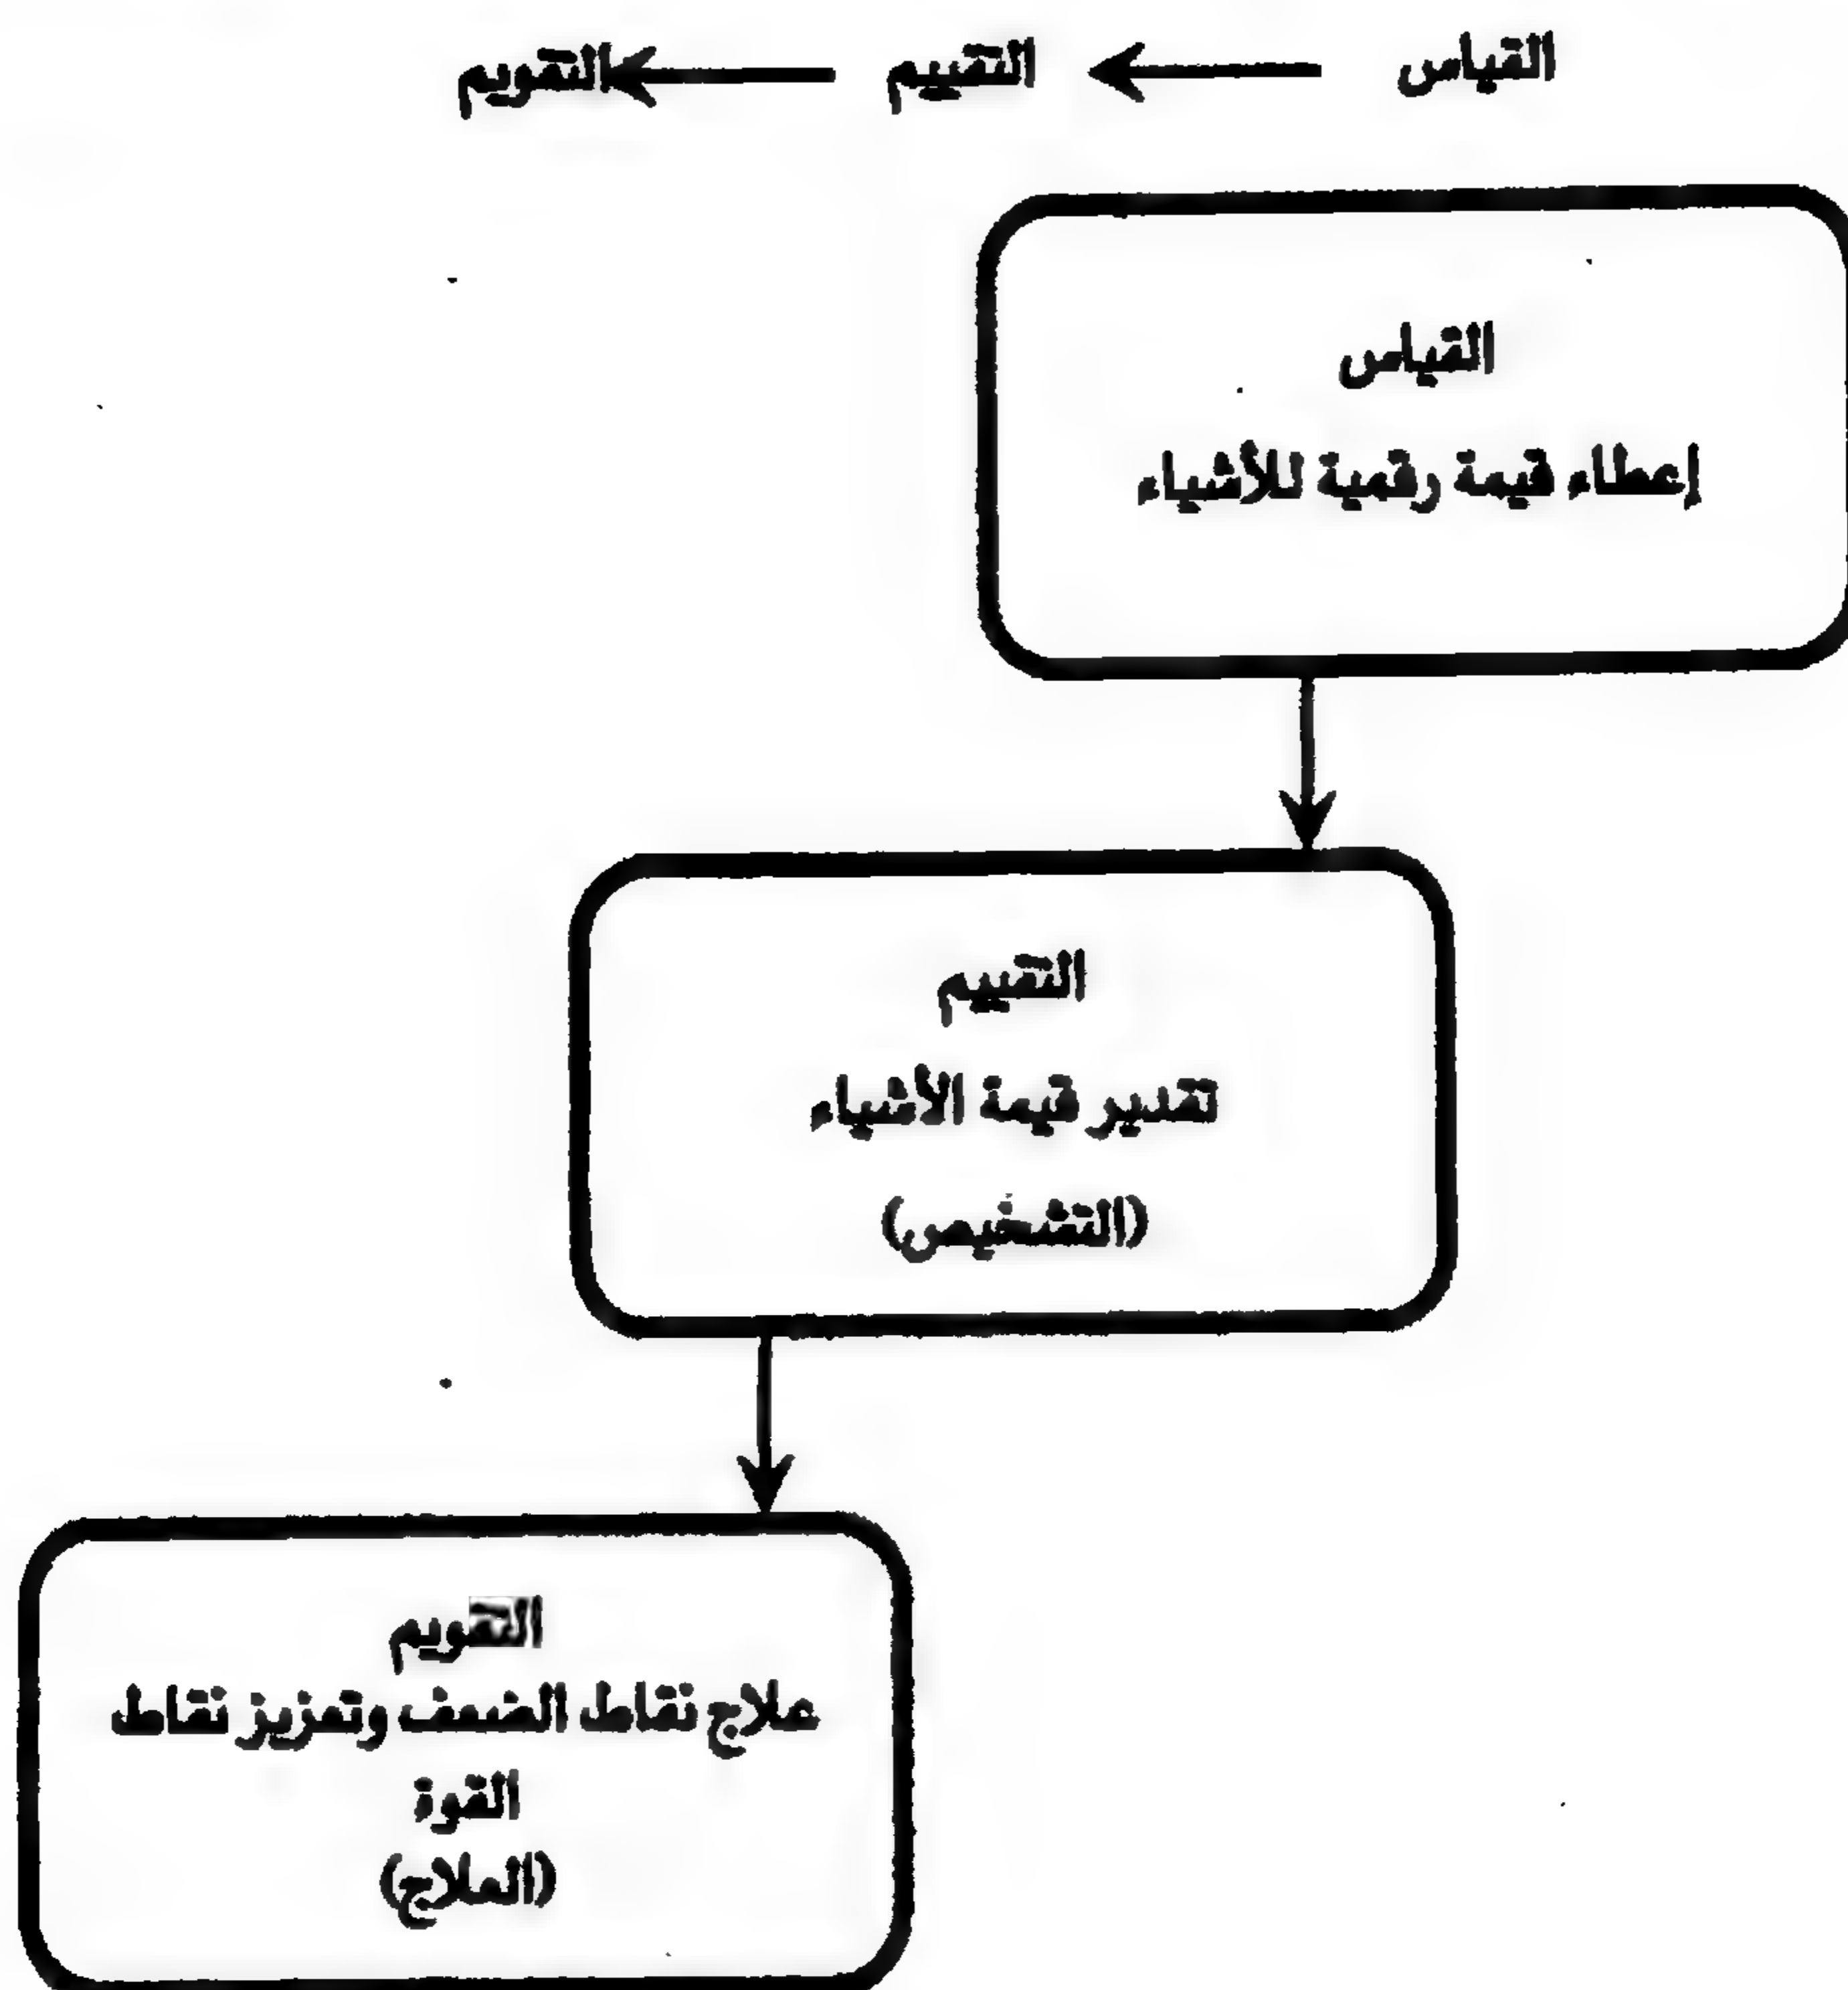 القياس التقييم التقويم
القياس
إعطاء قيمة رقمية للأشياء
التقييم
تقدير قيمة الأشياء
(التشخيص)
التقويم
علاج نقاط الضعف وتعزيز نقاط
القوة
(العلاج)